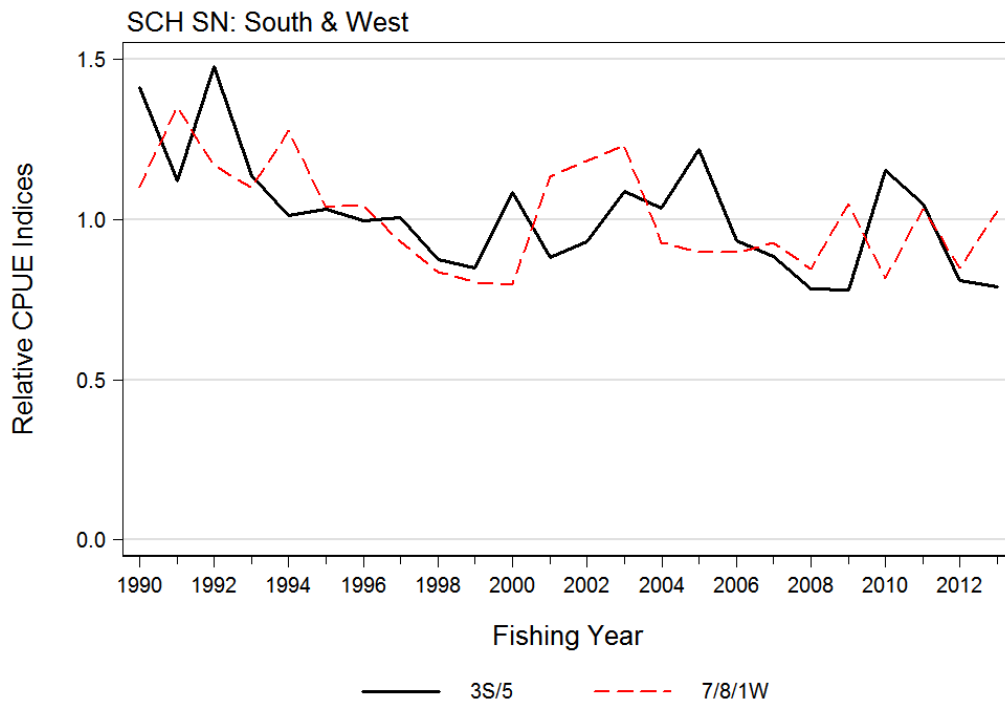 SCH SN: South & West
1.5
1.0
0.5
0.0
Relative CPUE Indices
1990 1992 1994 1996 1998 2000 2002 2004 2006 2008 2010 2012
Fishing Year
3S/5 7/8/1W